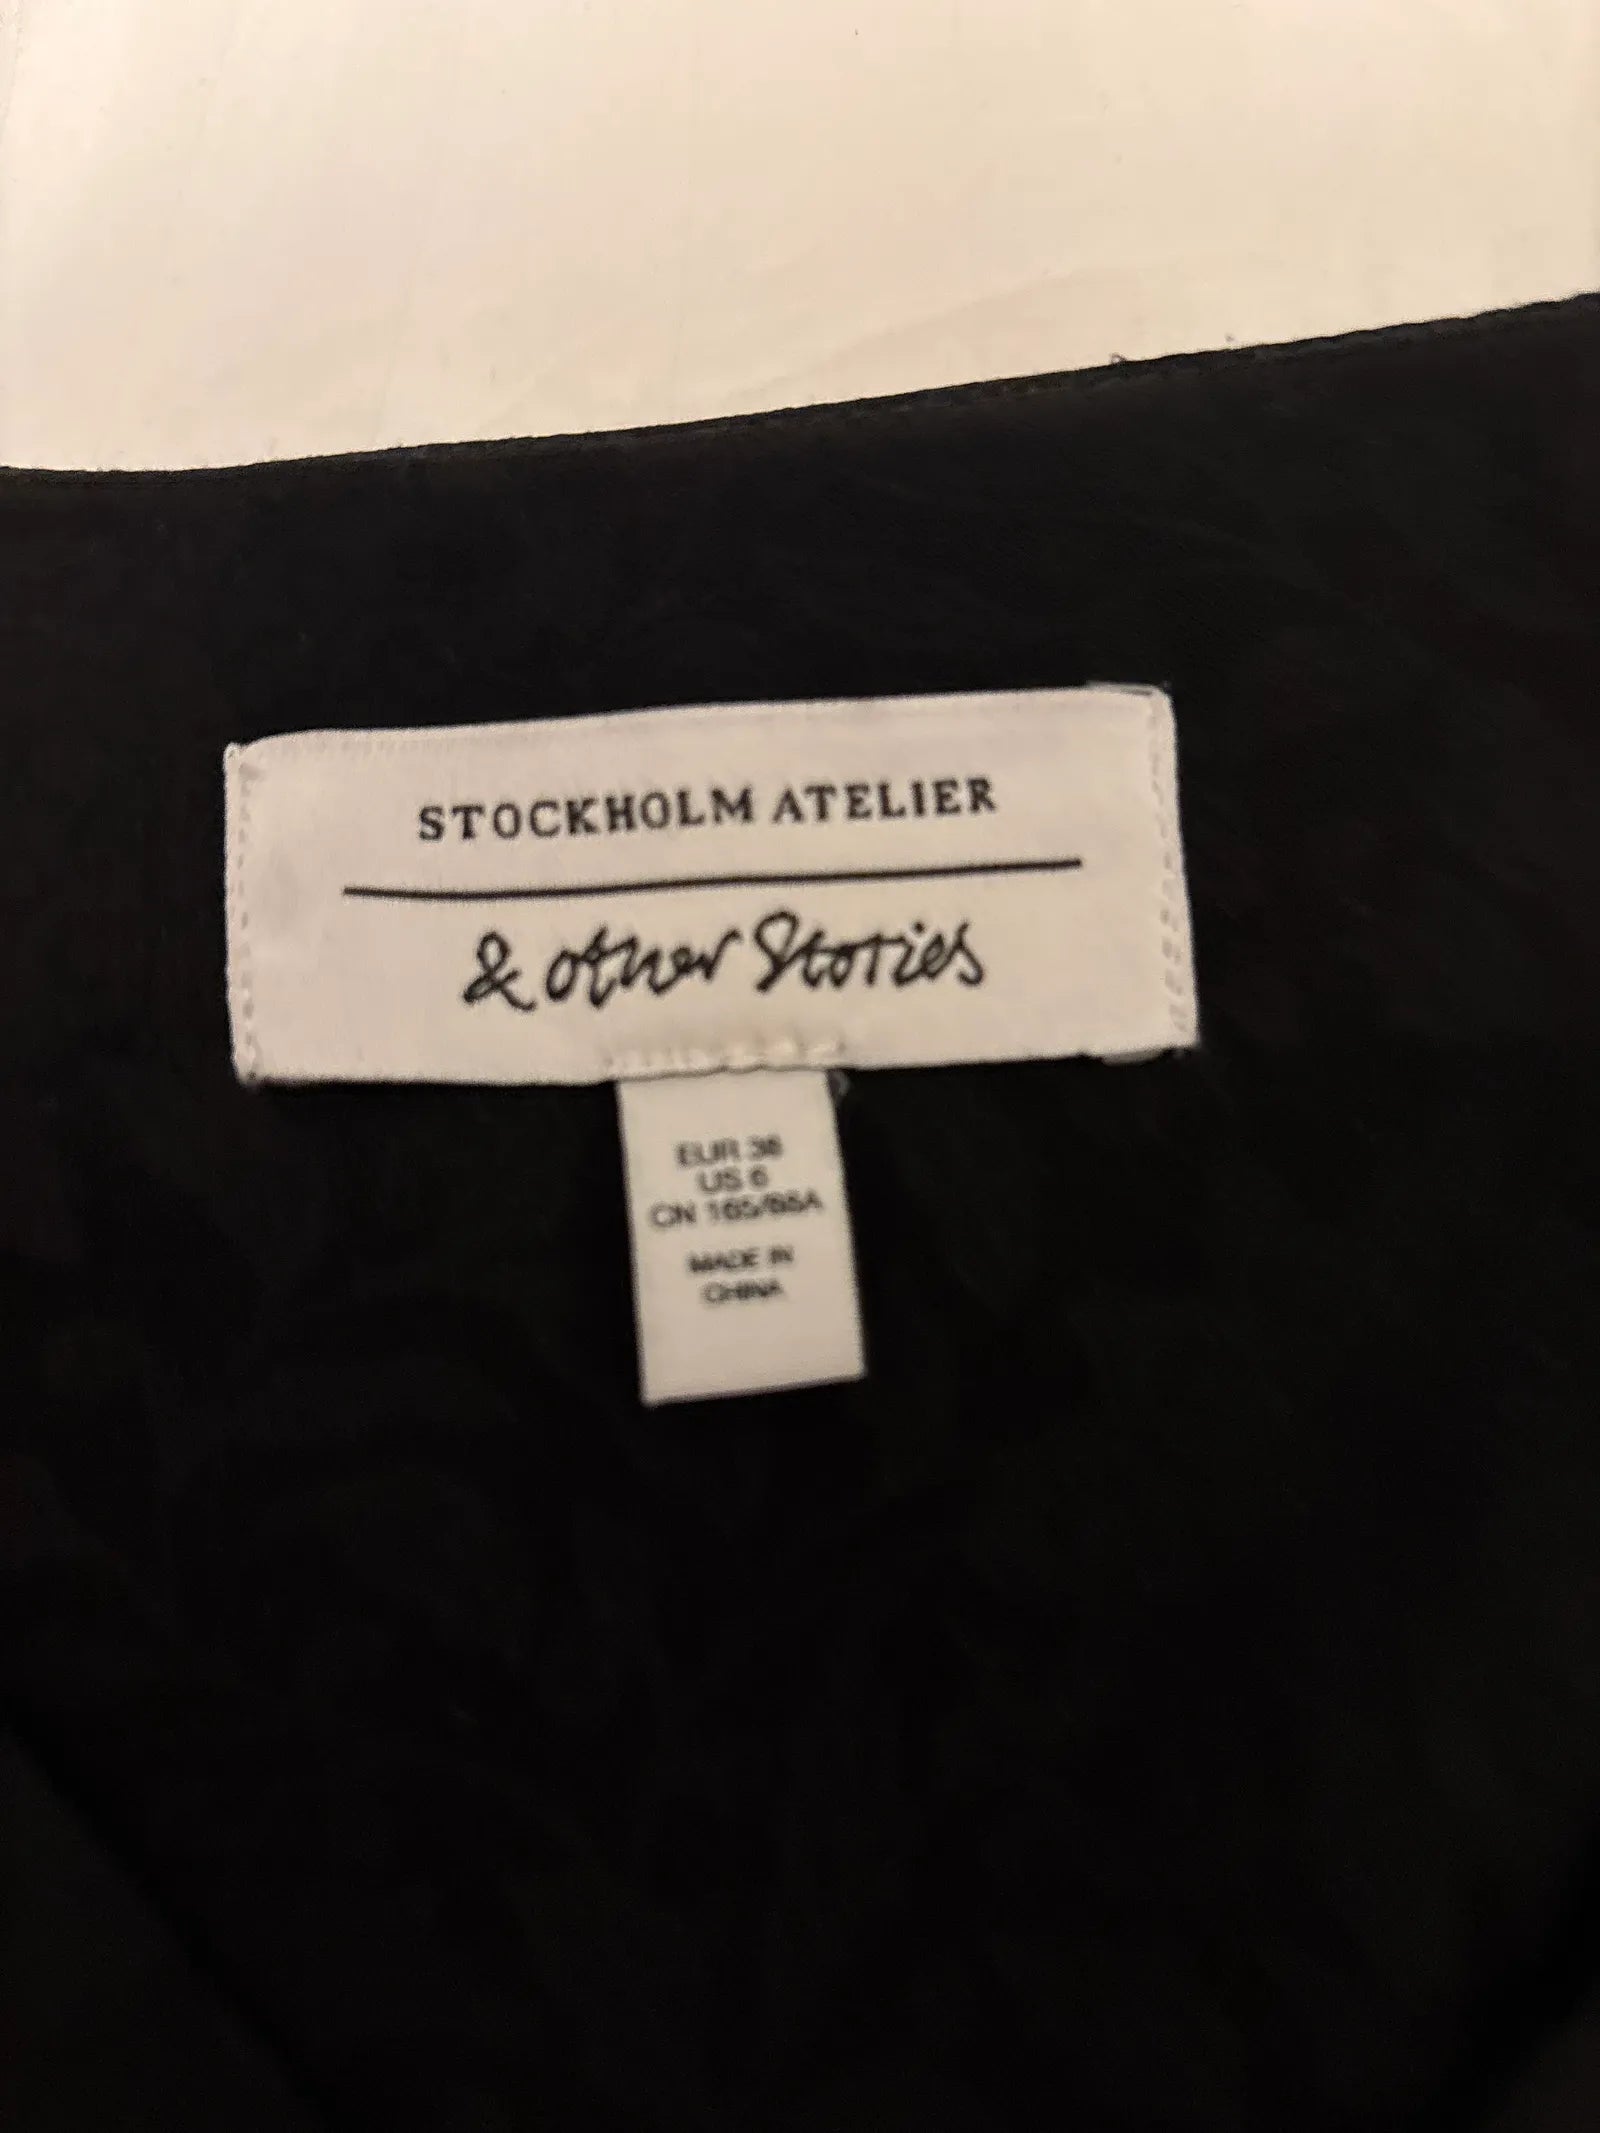 STOCKHOLM ATELIER
& other Stories
EUR 38
US 6
CN 165/88A
MADE IN
CHINA